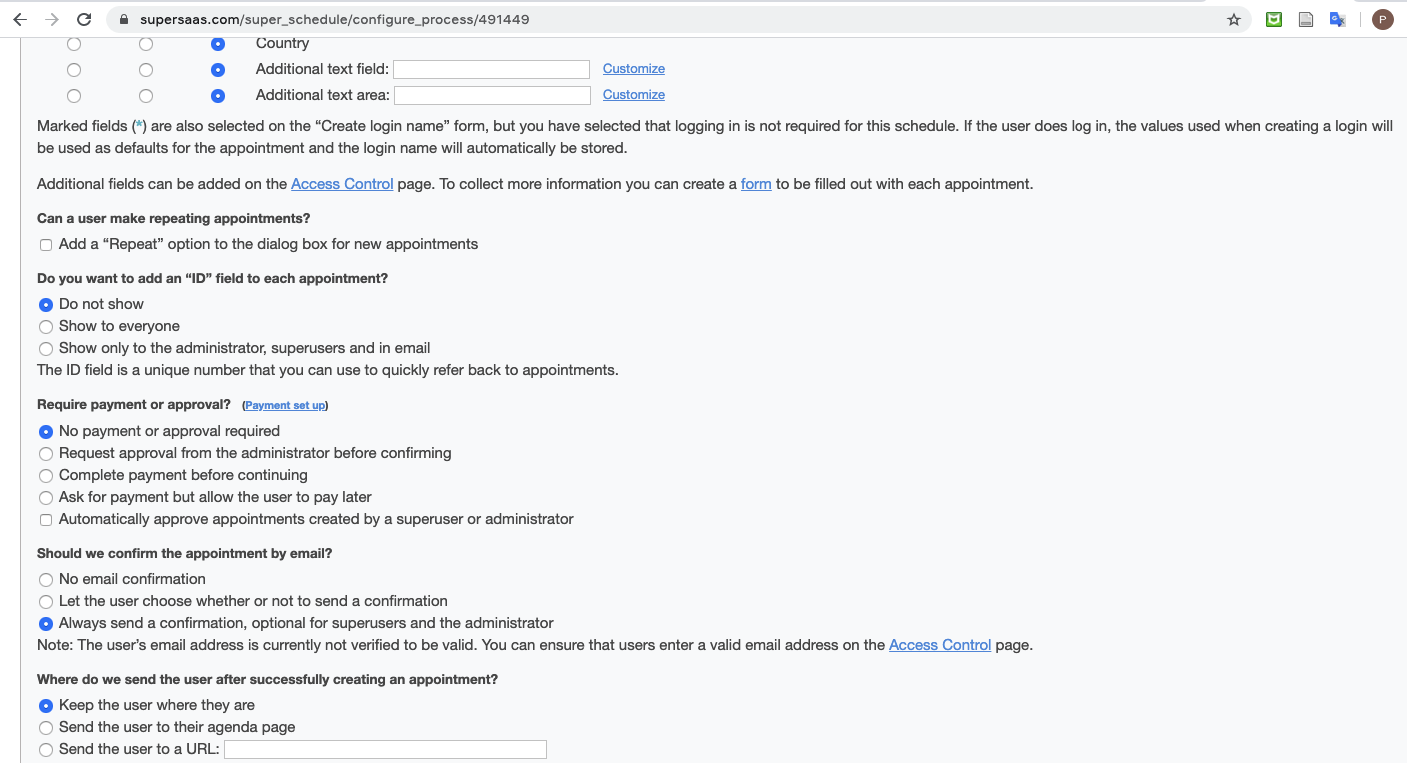 supersaas.com/super_schedule/configure_process/491449
P
Country
Additional text field: Customize
Additional text area: Customize
Marked fields (*) are also selected on the “Create login name” form, but you have selected that logging in is not required for this schedule. If the user does log in, the values used when creating a login will
be used as defaults for the appointment and the login name will automatically be stored.
Additional fields can be added on the Access Control page. To collect more information you can create a form to be filled out with each appointment.
Can a user make repeating appointments?
Add a “Repeat” option to the dialog box for new appointments
Do you want to add an “ID” field to each appointment?
Do not show
Show to everyone
Show only to the administrator, superusers and in email
The ID field is a unique number that you can use to quickly refer back to appointments.
Require payment or approval? (Payment set up)
No payment or approval required
Request approval from the administrator before confirming
Complete payment before continuing
Ask for payment but allow the user to pay later
Automatically approve appointments created by a superuser or administrator
Should we confirm the appointment by email?
No email confirmation
Let the user choose whether or not to send a confirmation
Always send a confirmation, optional for superusers and the administrator
Note: The user’s email address is currently not verified to be valid. You can ensure that users enter a valid email address on the Access Control page.
Where do we send the user after successfully creating an appointment?
Keep the user where they are
Send the user to their agenda page
Send the user to a URL: